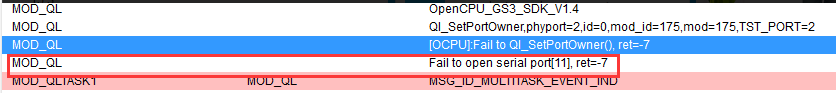 MOD_QL OpenCPU_GS3_SDK_V1.4
MOD_QL Ql_SetPortOwner,phyport=2,id=0,mod_id=175,mod=175,TST_PORT=2
MOD_QL [OCPU]:Fail to Ql_SetPortOwner(), ret=-7
MOD_QL Fail to open serial port[11], ret=-7
MOD_QLTASK1 MOD_QL MSG_ID_MULTITASK_EVENT_IND